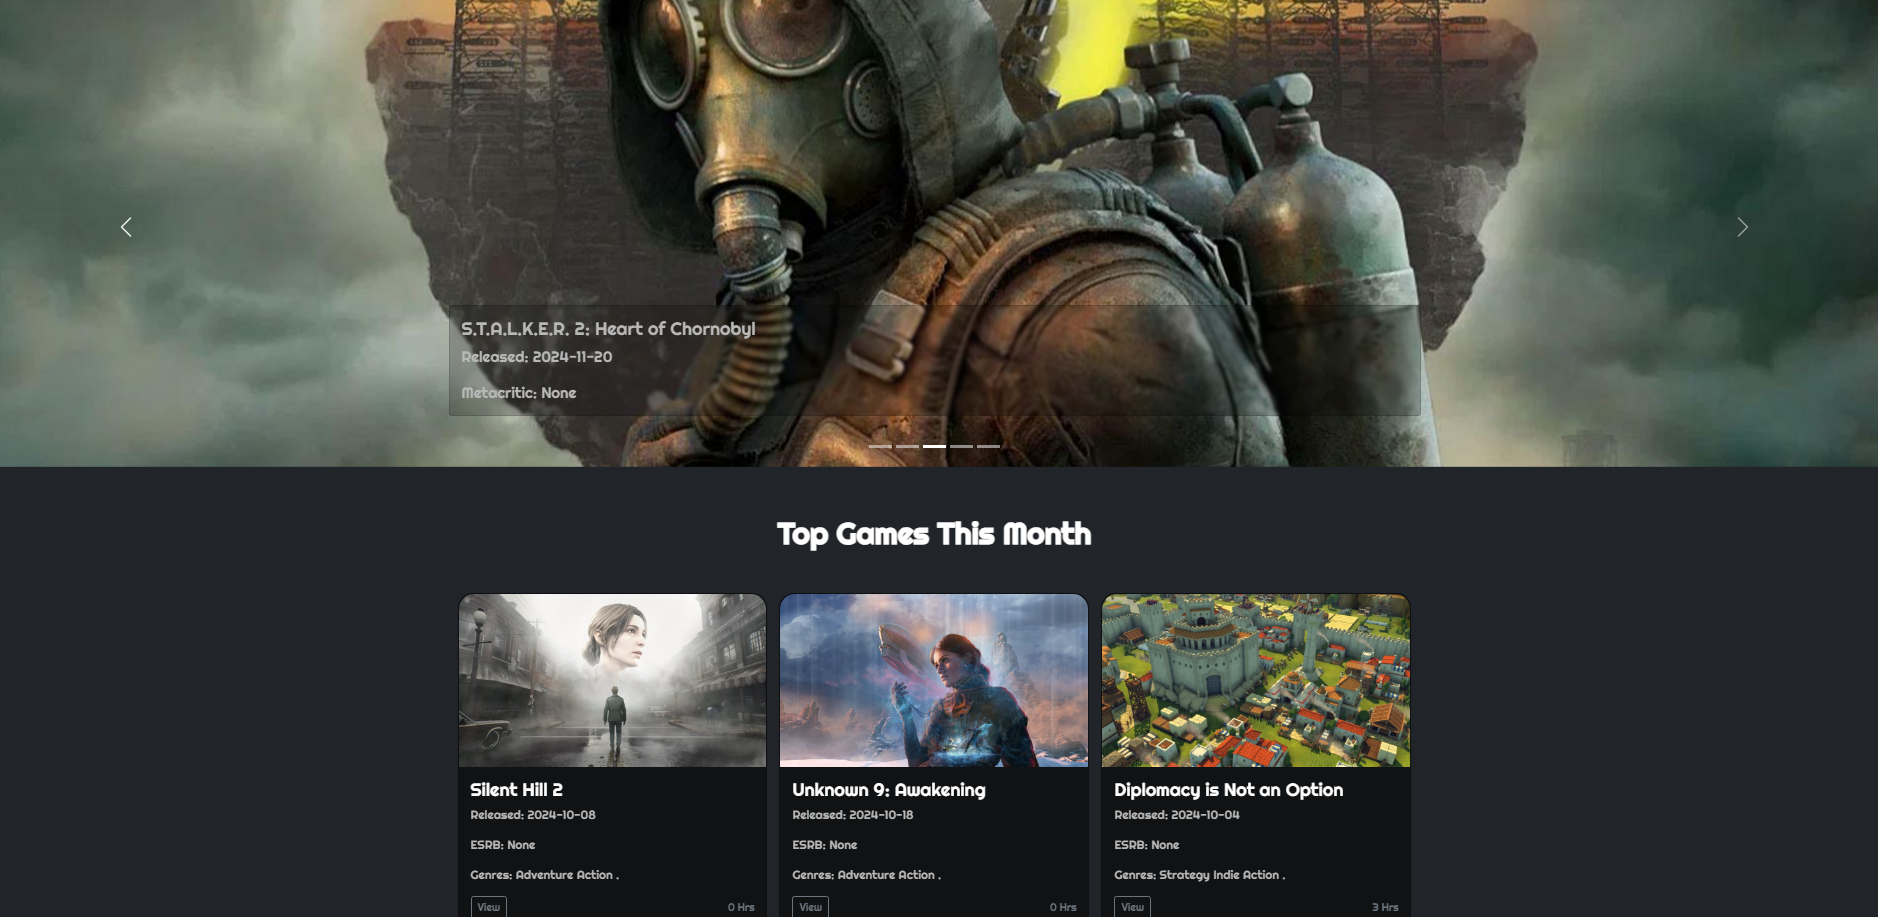 S.T.A.L.K.E.R. 2: Heart of Chornobyl
Released: 2024-11-20
Metacritic: None
Top Games This Month
Silent Hill 2
Released: 2024-10-08
ESRB: None
Genres: Adventure Action .
View
0 Hrs
Unknown 9: Awakening
Released: 2024-10-18
ESRB: None
Genres: Adventure Action .
View
0 Hrs
Diplomacy is Not an Option
Released: 2024-10-04
ESRB: None
Genres: Strategy Indie Action .
View
3 Hrs